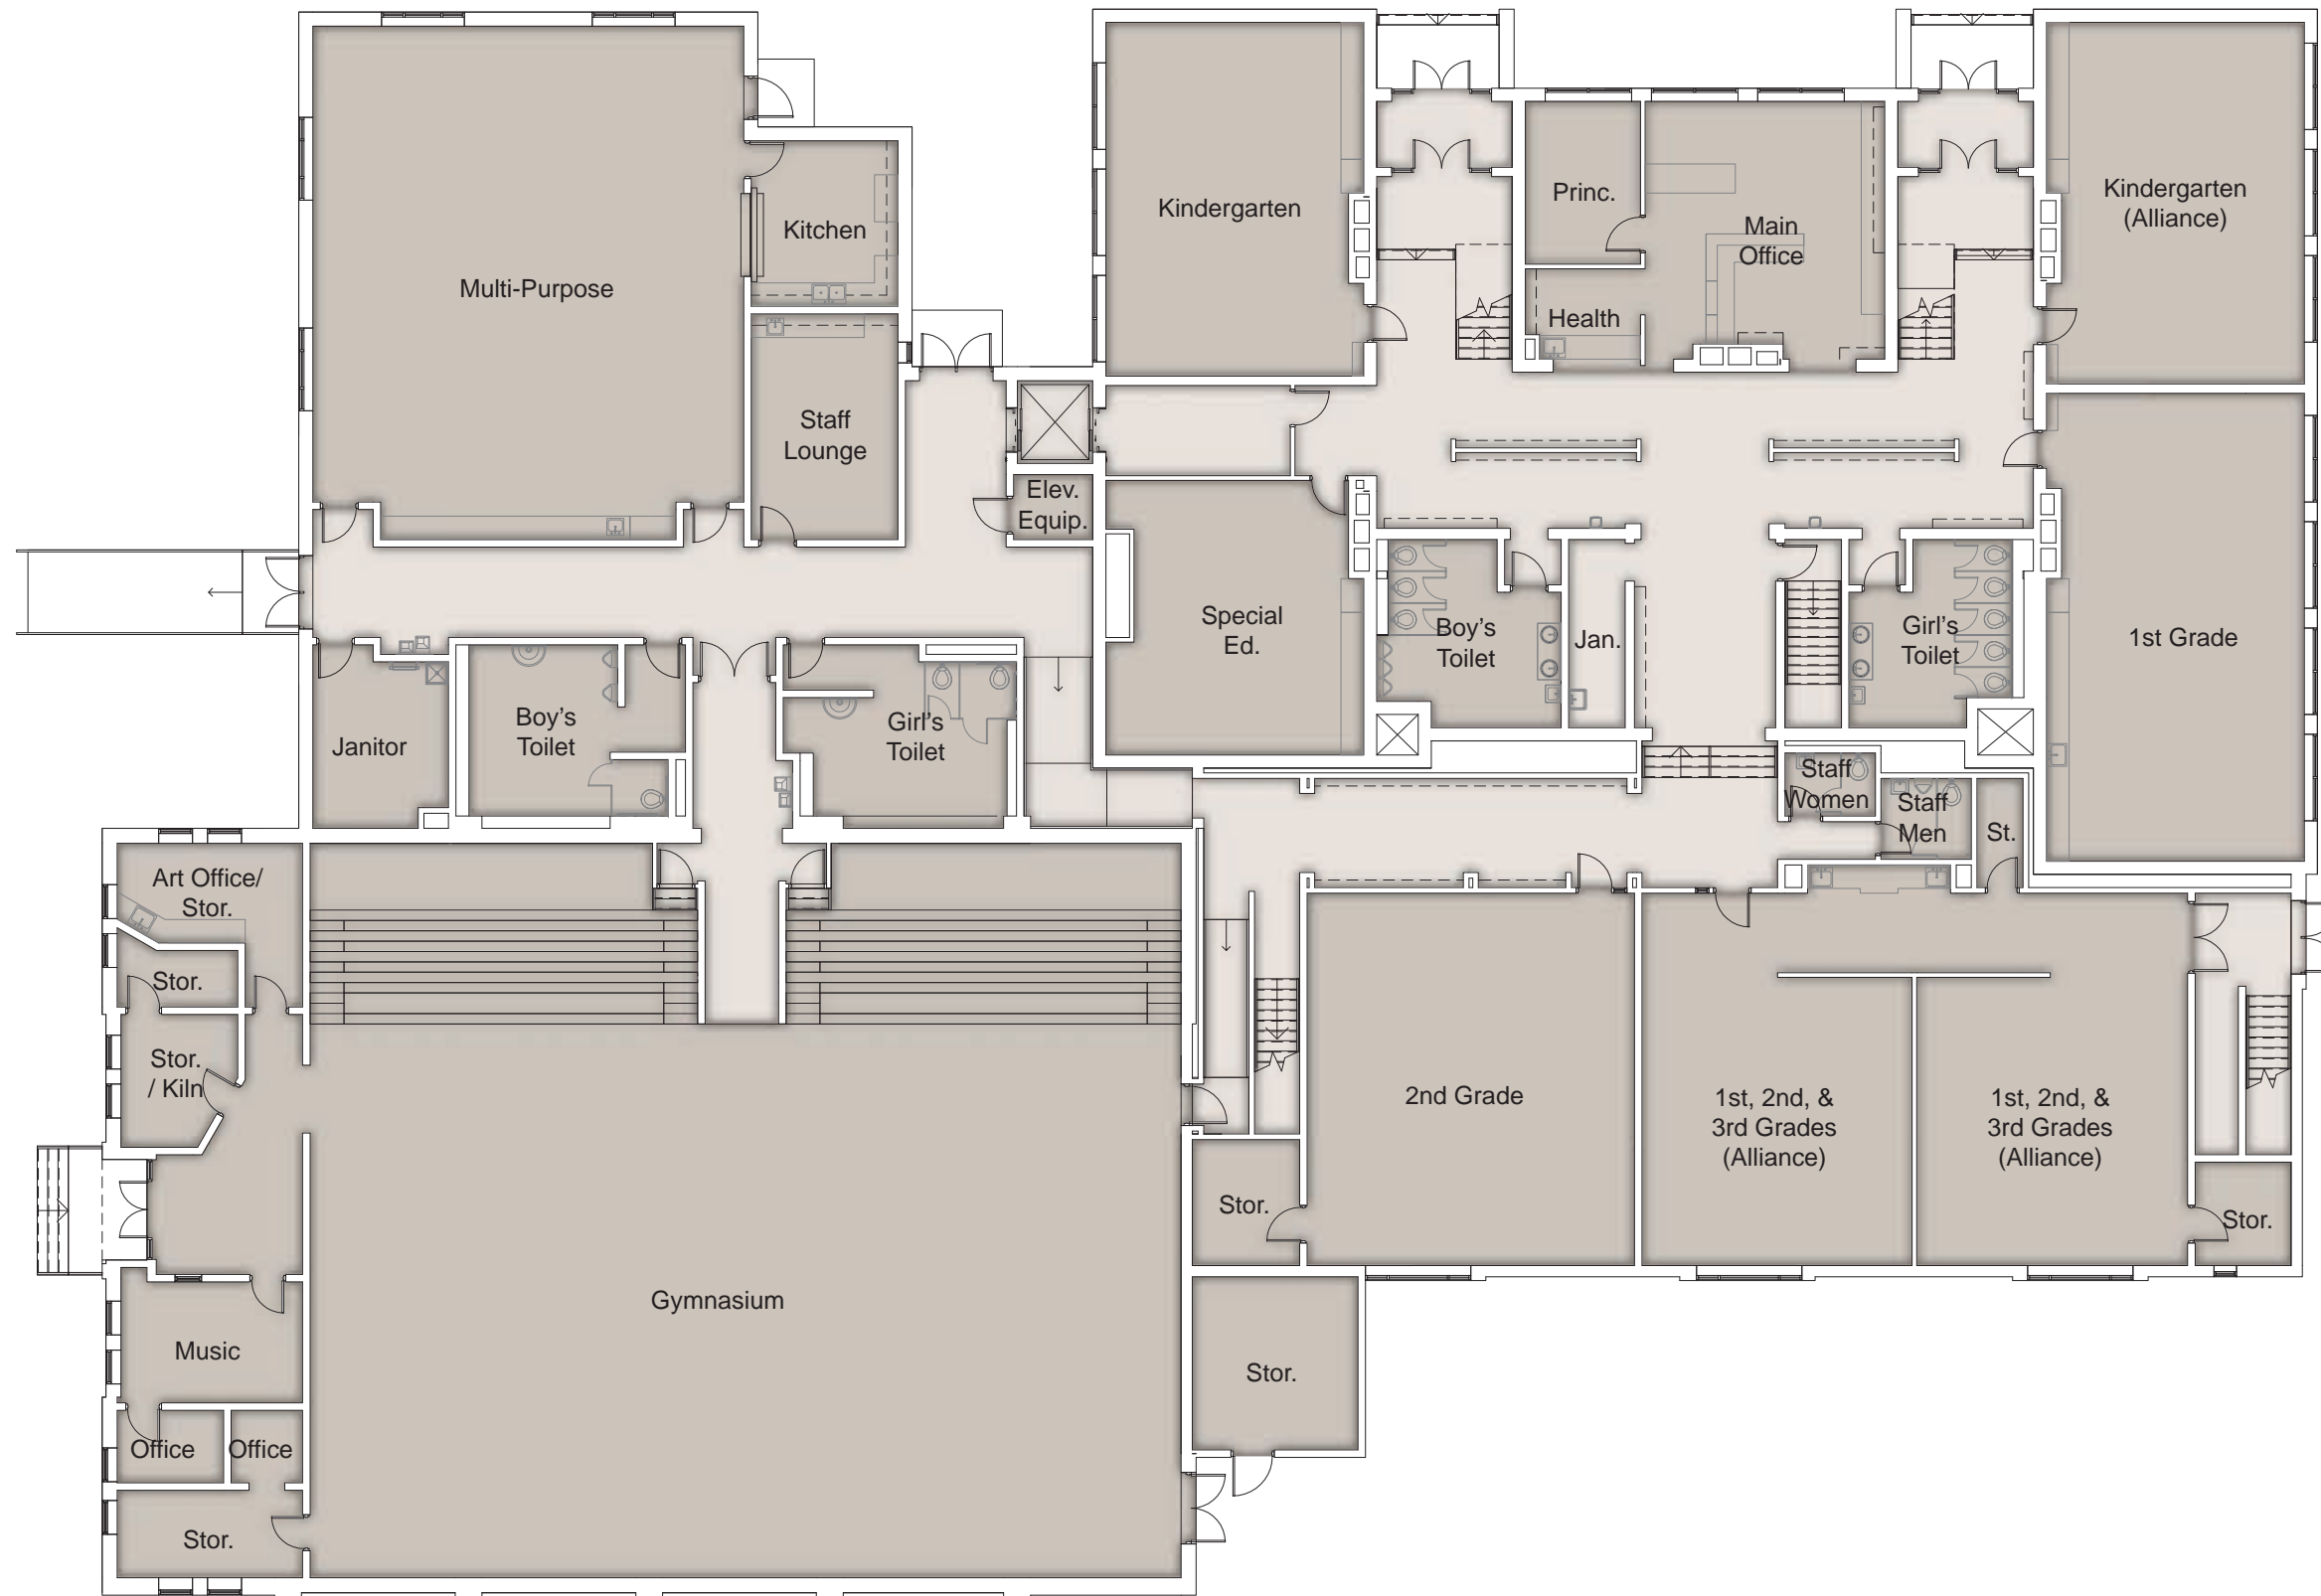 Multi-Purpose
Kitchen
Staff
Lounge
Elev.
Equip.
Kindergarten
Princ.
Main
Office
Health
Kindergarten
(Alliance)
Special
Ed.
Boy's
Toilet
Jan.
Girl's
Toilet
1st Grade
Janitor
Boy's
Toilet
Girl's
Toilet
Staff
Women
Staff
Men
St.
Art Office/
Stor.
Stor.
Stor.
/ Kiln
2nd Grade
1st, 2nd, &
3rd Grades
(Alliance)
1st, 2nd, &
3rd Grades
(Alliance)
Stor.
Stor.
Gymnasium
Music
Stor.
Office
Office
Stor.